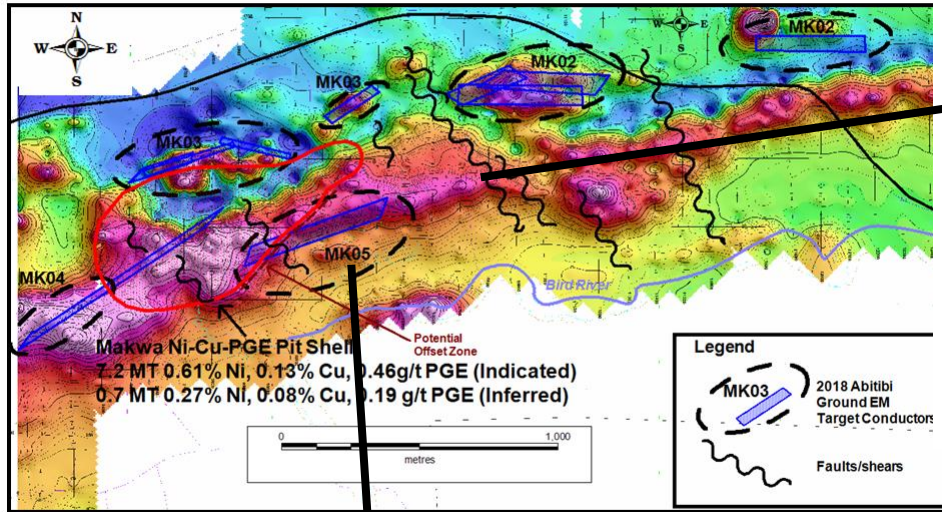 N
W E
S
MK02
MK02
MK03
MK03
MK05
MK04
Bird River
Potential
Offset Zone
Makwa Ni-Cu-PGE Pit Shell
7.2 MT 0.61% Ni, 0.13% Cu, 0.46g/t PGE (Indicated)
0.7 MT 0.27% Ni, 0.08% Cu, 0.19 g/t PGE (Inferred)
0 1,000
metres
Legend
MK03
2018 Abitibi
Ground EM
Target Conductors
Faults/shears